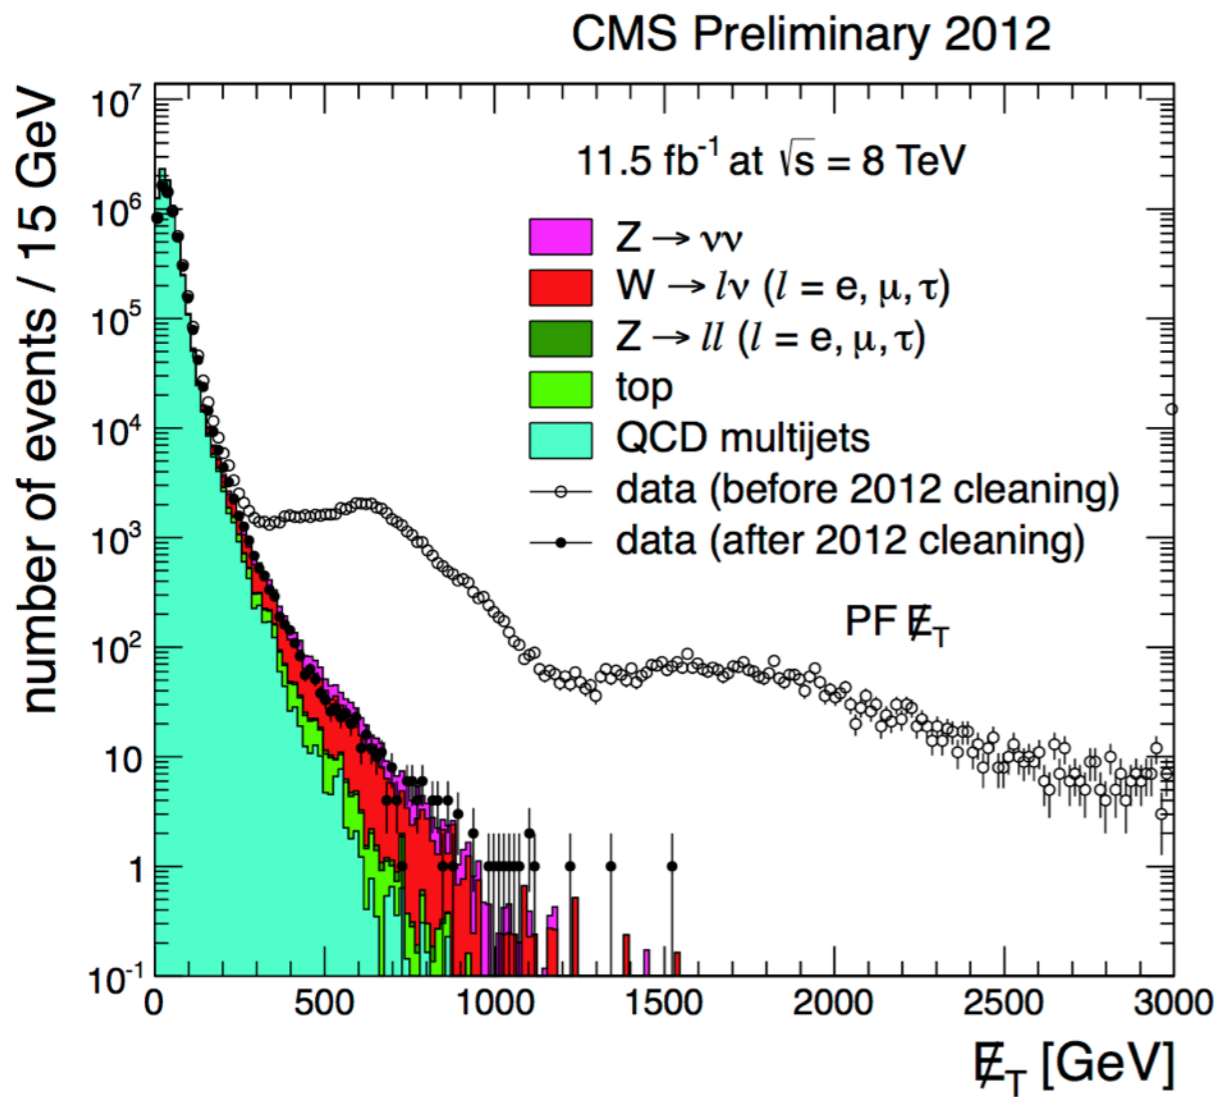 CMS Preliminary 2012
number of events / 15 GeV
10⁷
10⁶
10⁵
10⁴
10³
10²
10
1
10⁻¹
11.5 fb⁻¹ at √s = 8 TeV
Z → νν
W → lν (l = e, μ, τ)
Z → ll (l = e, μ, τ)
top
QCD multijets
data (before 2012 cleaning)
data (after 2012 cleaning)
PF E̸_T
0 500 1000 1500 2000 2500 3000
E̸_T [GeV]